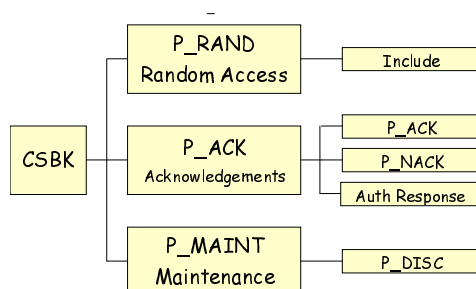 P_RAND
Random Access
Include
CSBK
P_ACK
Acknowledgements
P_ACK
P_NACK
Auth Response
P_MAINT
Maintenance
P_DISC